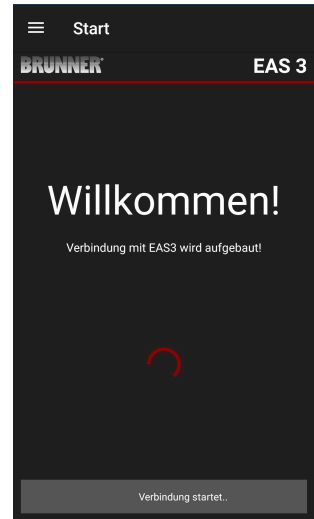 Start
BRUNNER EAS 3
Willkommen!
Verbindung mit EAS3 wird aufgebaut!
Verbindung startet..